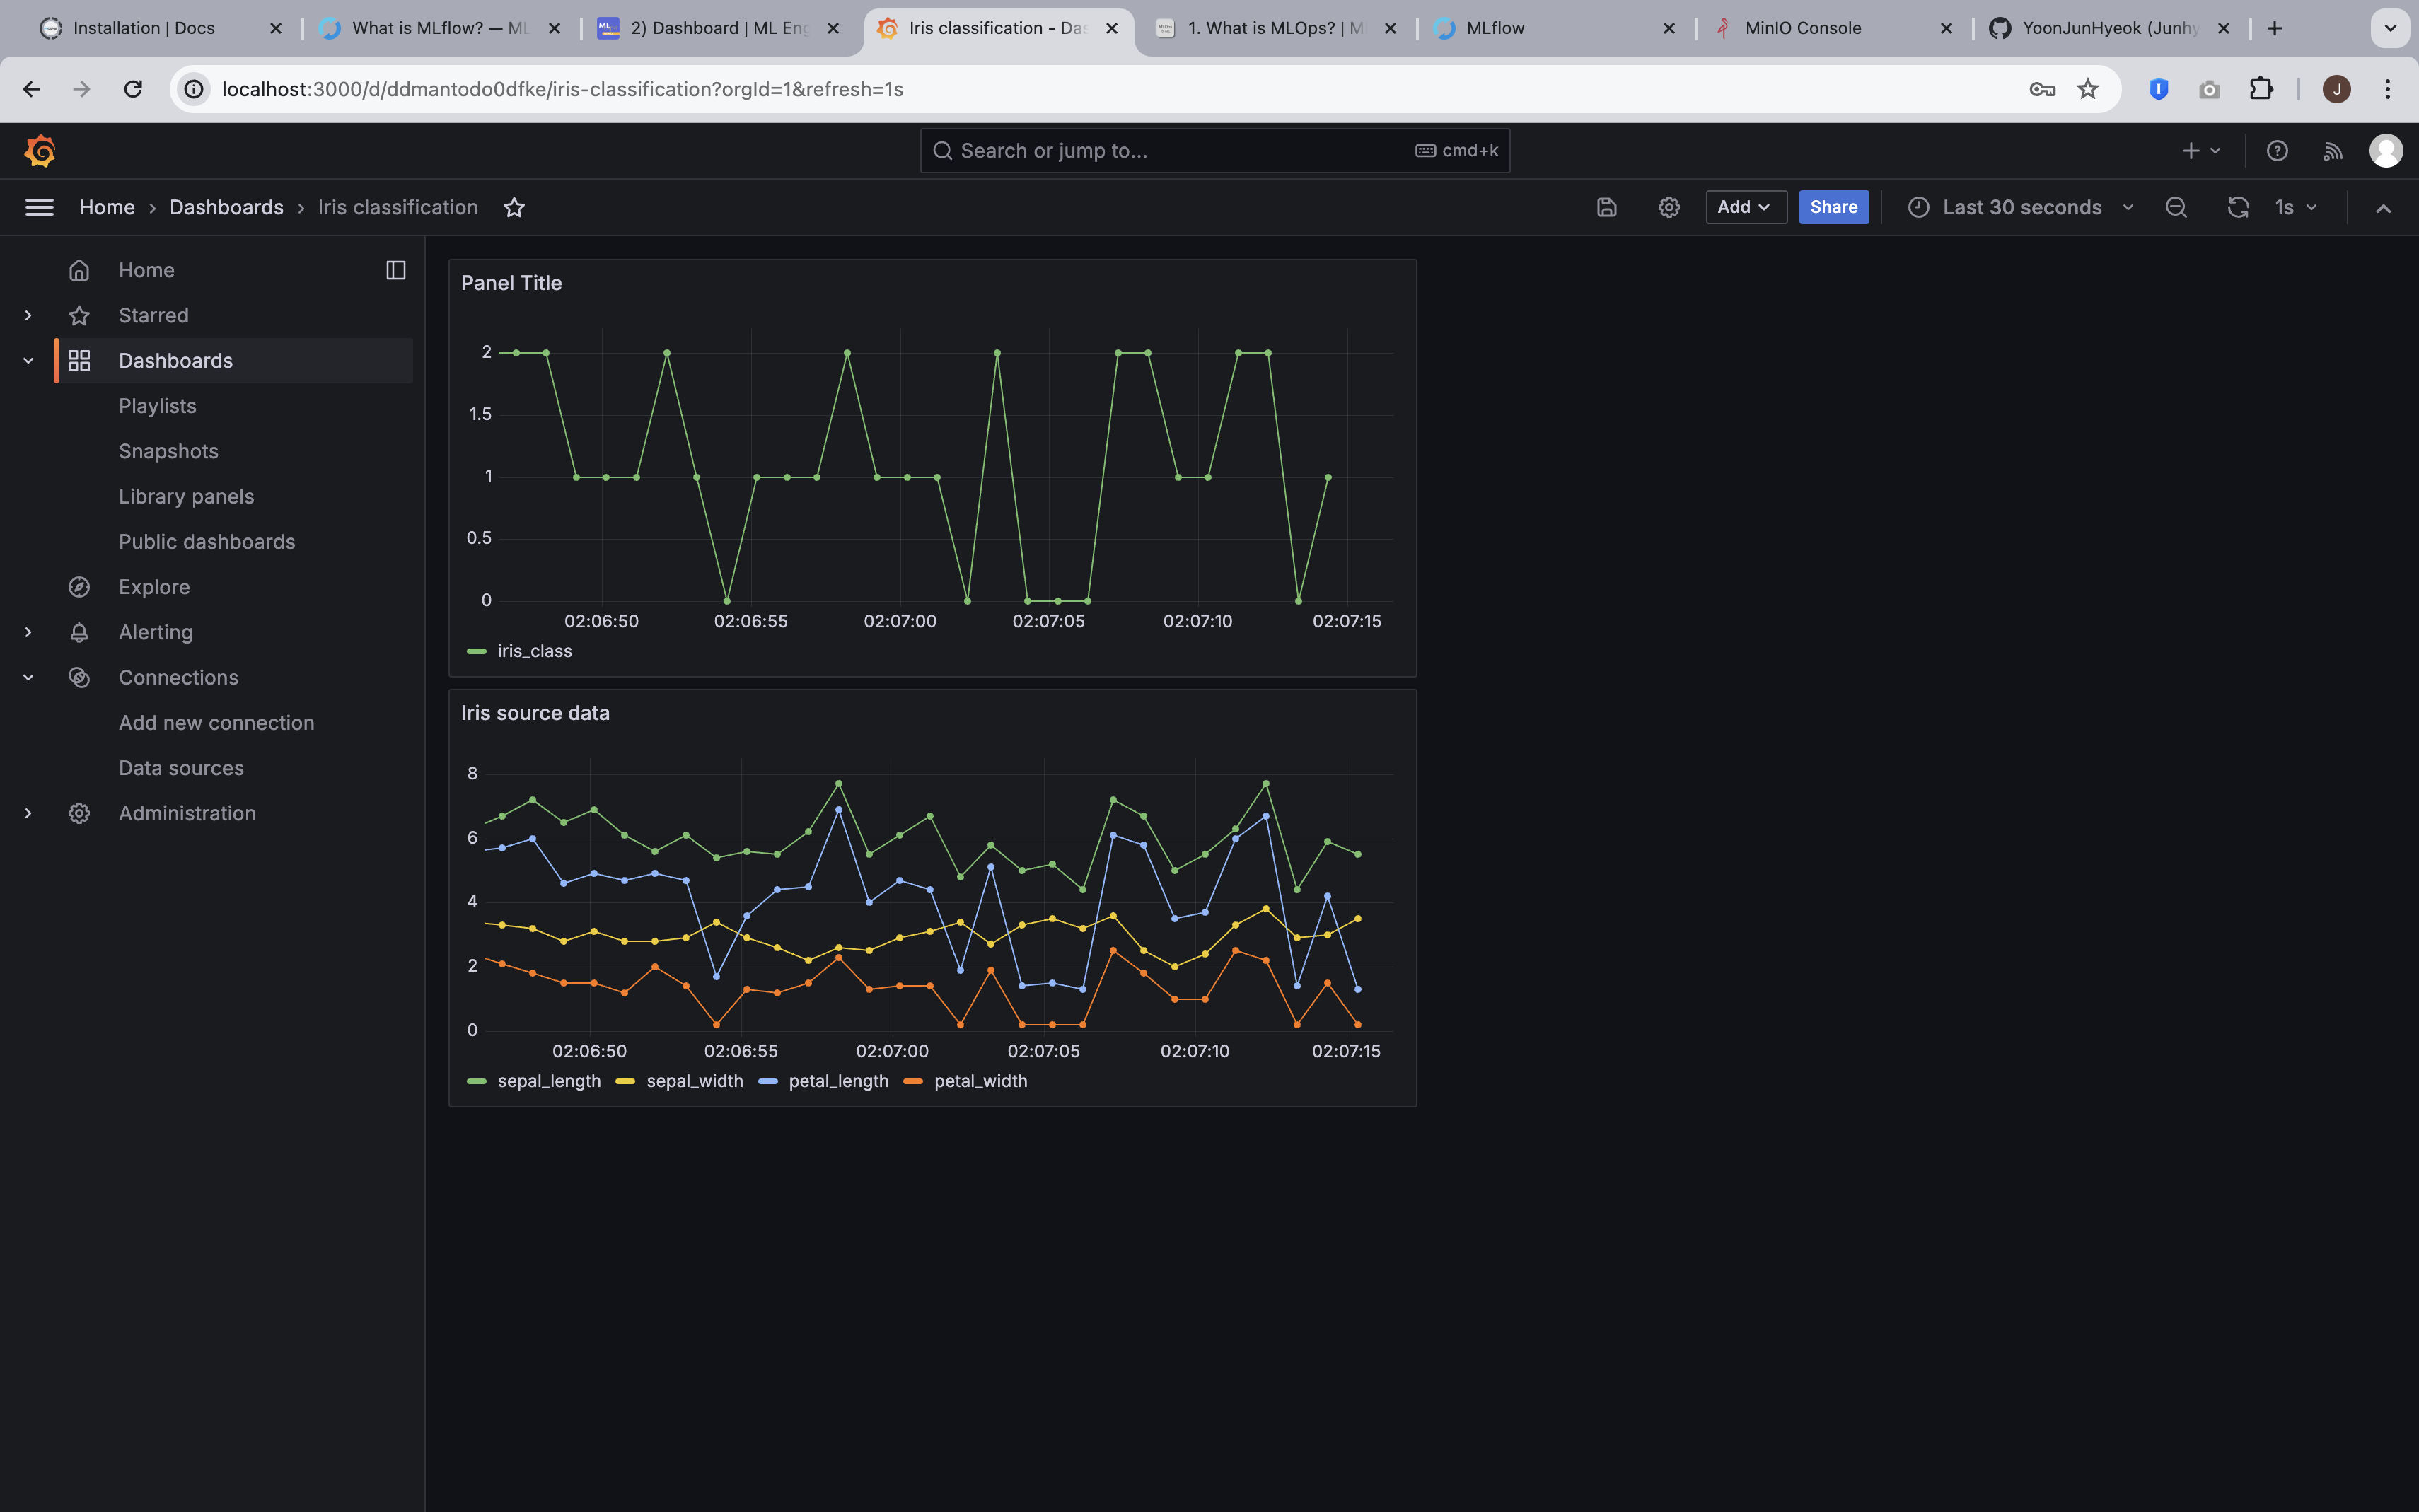 Installation | Docs
What is MLflow? — ML
2) Dashboard | ML Eng
Iris classification - Das
1. What is MLOps? | M
MLflow
MinIO Console
YoonJunHyeok (Junhy
localhost:3000/d/ddmantodo0dfke/iris-classification?orgId=1&refresh=1s
J
Search or jump to...
cmd+k
Home
Dashboards
Iris classification
Add
Share
Last 30 seconds
1s
Home
Starred
Dashboards
Playlists
Snapshots
Library panels
Public dashboards
Explore
Alerting
Connections
Add new connection
Data sources
Administration
Panel Title
2
1.5
1
0.5
0
02:06:50 02:06:55 02:07:00 02:07:05 02:07:10 02:07:15
iris_class
Iris source data
8
6
4
2
0
02:06:50 02:06:55 02:07:00 02:07:05 02:07:10 02:07:15
sepal_length sepal_width petal_length petal_width